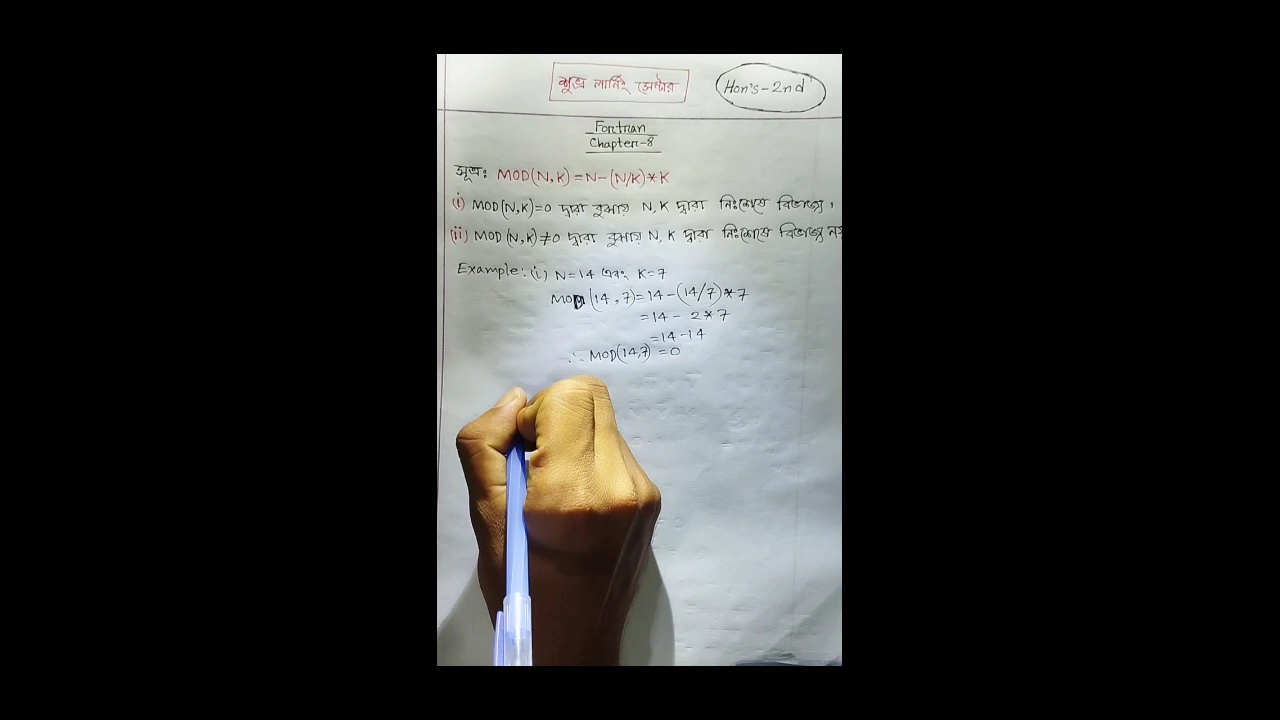 শুভ্র লার্নিং সেন্টার
Hon's-2nd
Fortran
Chapter-8
সূত্র: MOD(N,K)=N-(N/K)*K
(i) MOD(N,K)=0 দ্বারা বুঝায় N, K দ্বারা নিঃশেষে বিভাজ্য,
(ii) MOD(N,K)≠0 দ্বারা বুঝায় N, K দ্বারা নিঃশেষে বিভাজ্য নয়
Example: (i) N=14 এবং K=7
MOD(14,7)=14-(14/7)*7
=14- 2*7
=14-14
∴ MOD(14,7) =0